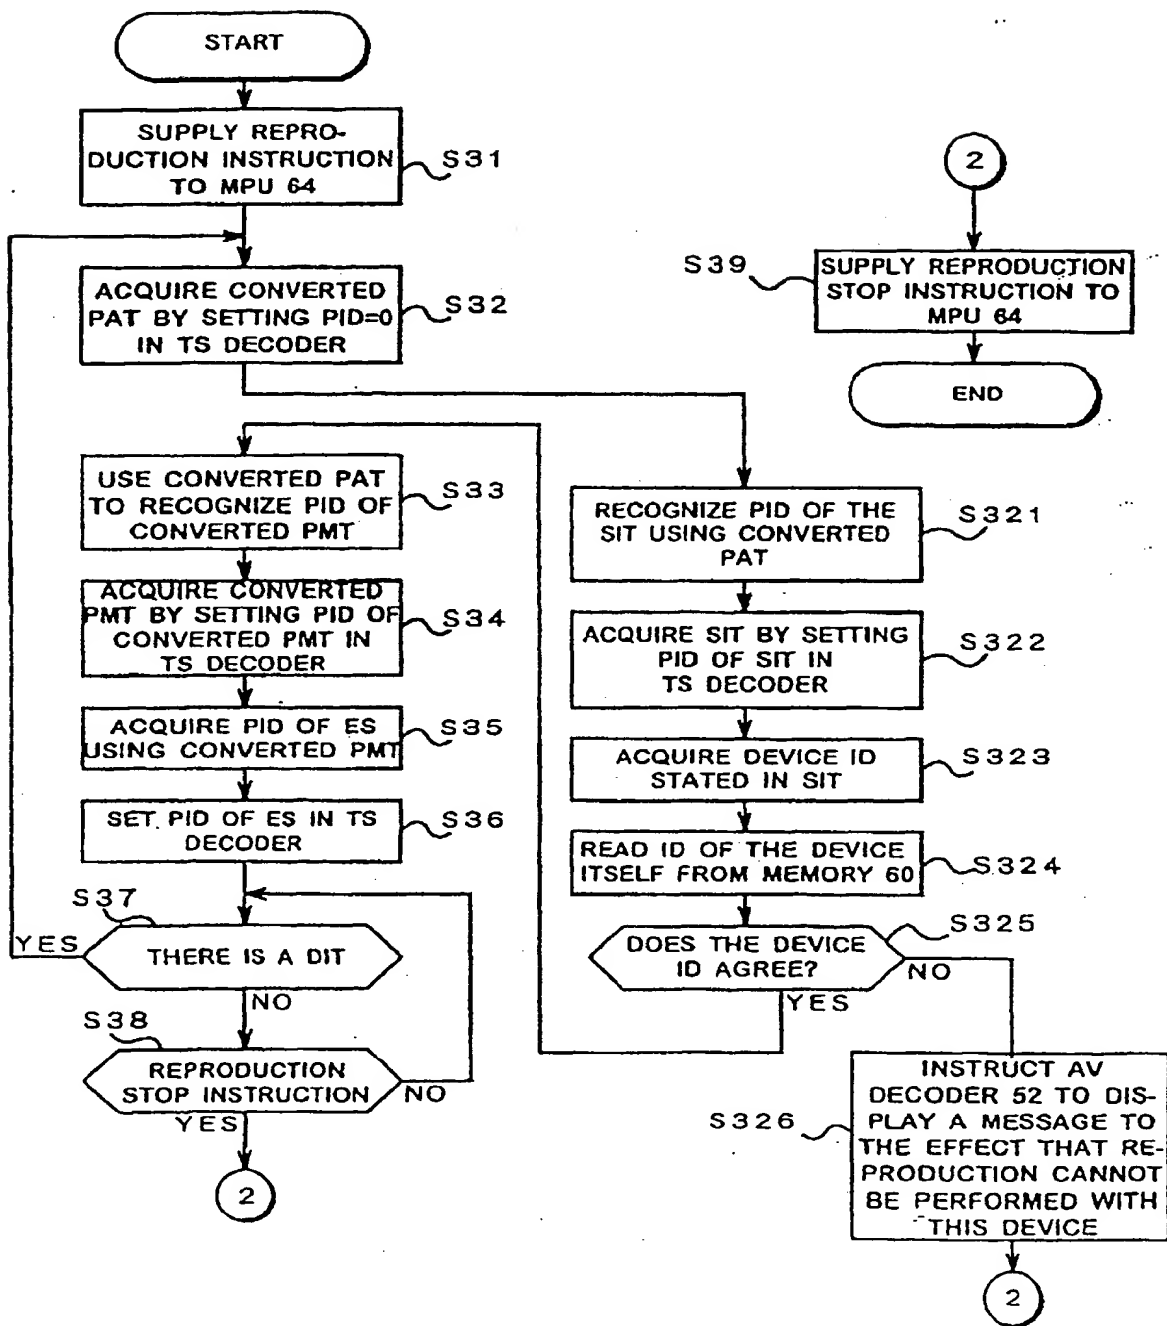 START
SUPPLY REPRO-
DUCTION INSTRUCTION
TO MPU 64
S31
ACQUIRE CONVERTED
PAT BY SETTING PID=0
IN TS DECODER
S32
USE CONVERTED PAT
TO RECOGNIZE PID OF
CONVERTED PMT
S33
ACQUIRE CONVERTED
PMT BY SETTING PID OF
CONVERTED PMT IN
TS DECODER
S34
ACQUIRE PID OF ES
USING CONVERTED PMT
S35
SET PID OF ES IN TS
DECODER
S36
S37
YES
THERE IS A DIT
NO
S38
REPRODUCTION
STOP INSTRUCTION
NO
YES
2
2
S39
SUPPLY REPRODUCTION
STOP INSTRUCTION TO
MPU 64
END
RECOGNIZE PID OF THE
SIT USING CONVERTED
PAT
S321
ACQUIRE SIT BY SETTING
PID OF SIT IN
TS DECODER
S322
ACQUIRE DEVICE ID
STATED IN SIT
S323
READ ID OF THE DEVICE
ITSELF FROM MEMORY 60
S324
DOES THE DEVICE
ID AGREE?
S325
NO
YES
S326
INSTRUCT AV
DECODER 52 TO DIS-
PLAY A MESSAGE TO
THE EFFECT THAT RE-
PRODUCTION CANNOT
BE PERFORMED WITH
THIS DEVICE
2